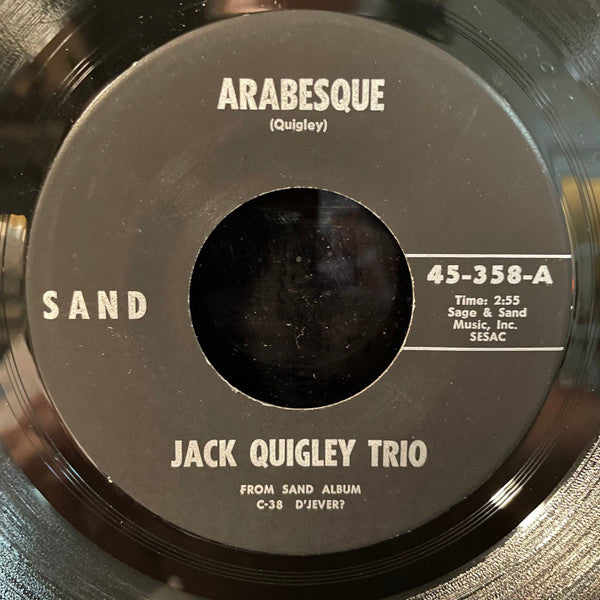 ARABESQUE
(Quigley)
SAND
45-358-A
Time: 2:55
Sage & Sand
Music, Inc.
SESAC
JACK QUIGLEY TRIO
FROM SAND ALBUM
C-38 D'JEVER?